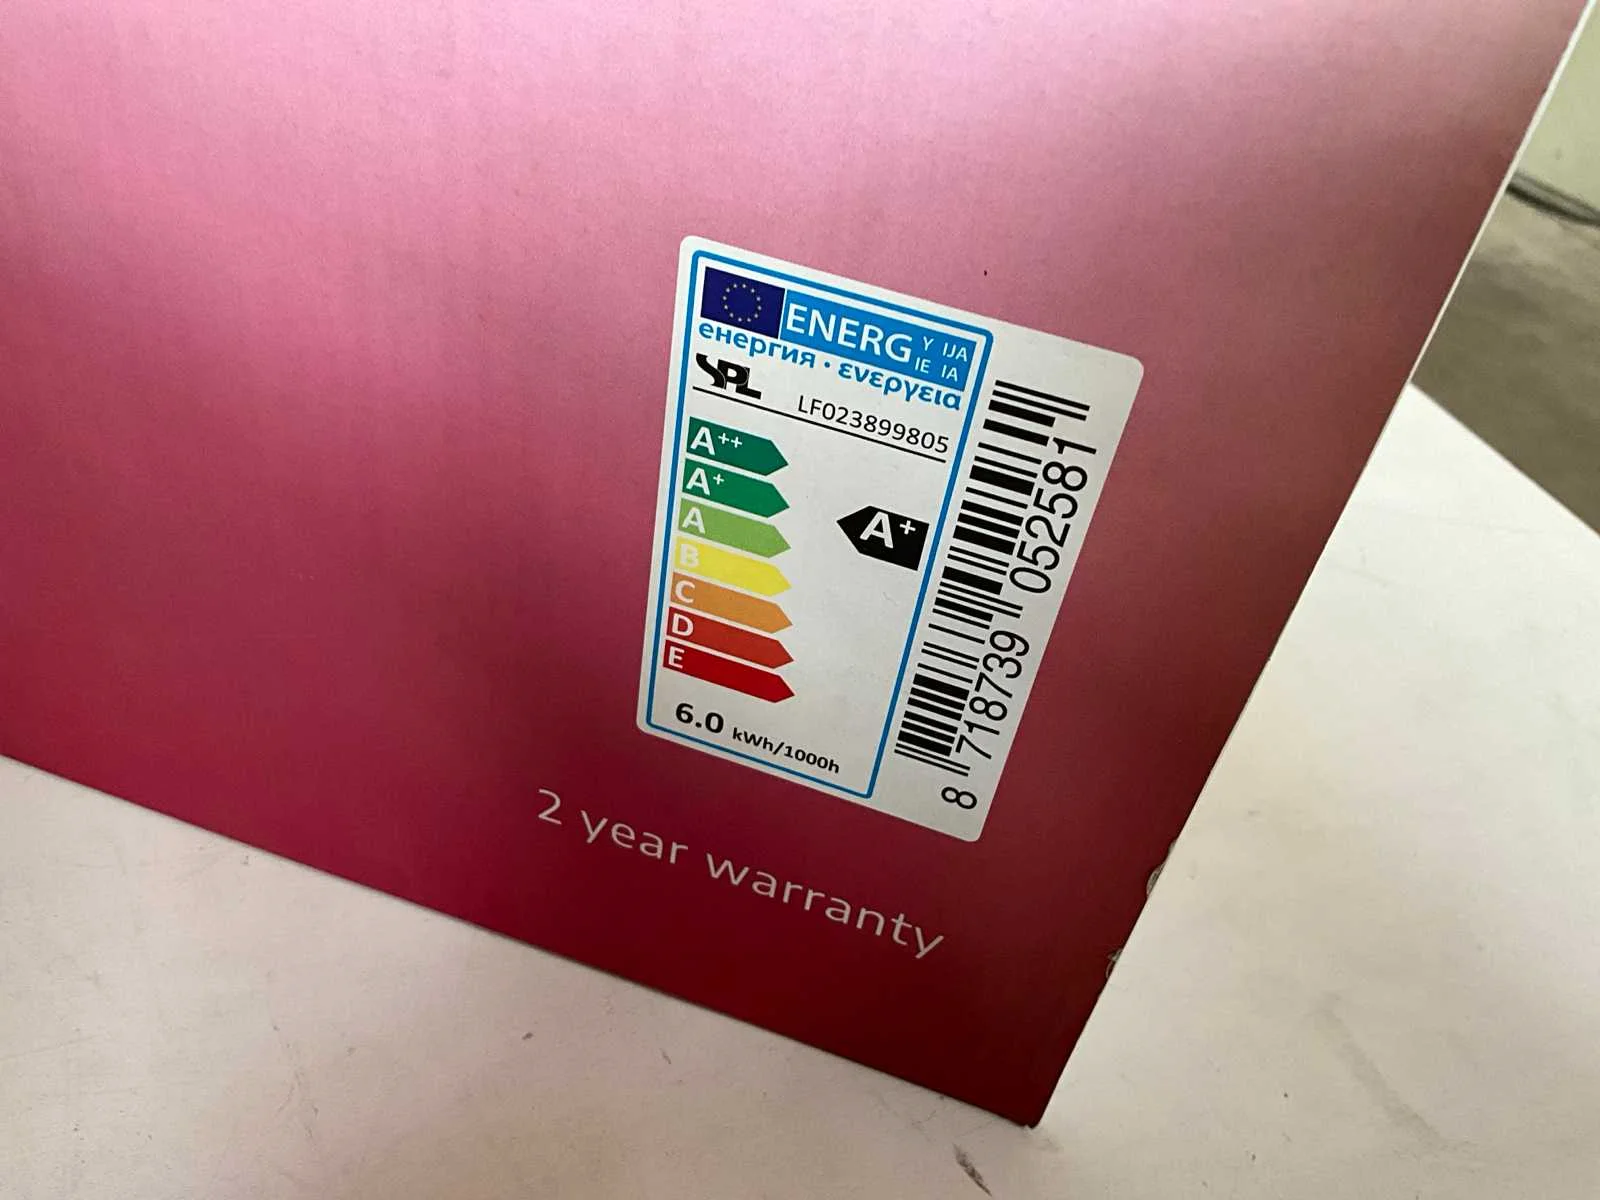 ENERG Y IJA
IE IA
енергия · ενεργεια
SPL
LF023899805
A++
A+
A
B
C
D
E
A+
6.0 kWh/1000h
8 718739 052581
2 year warranty